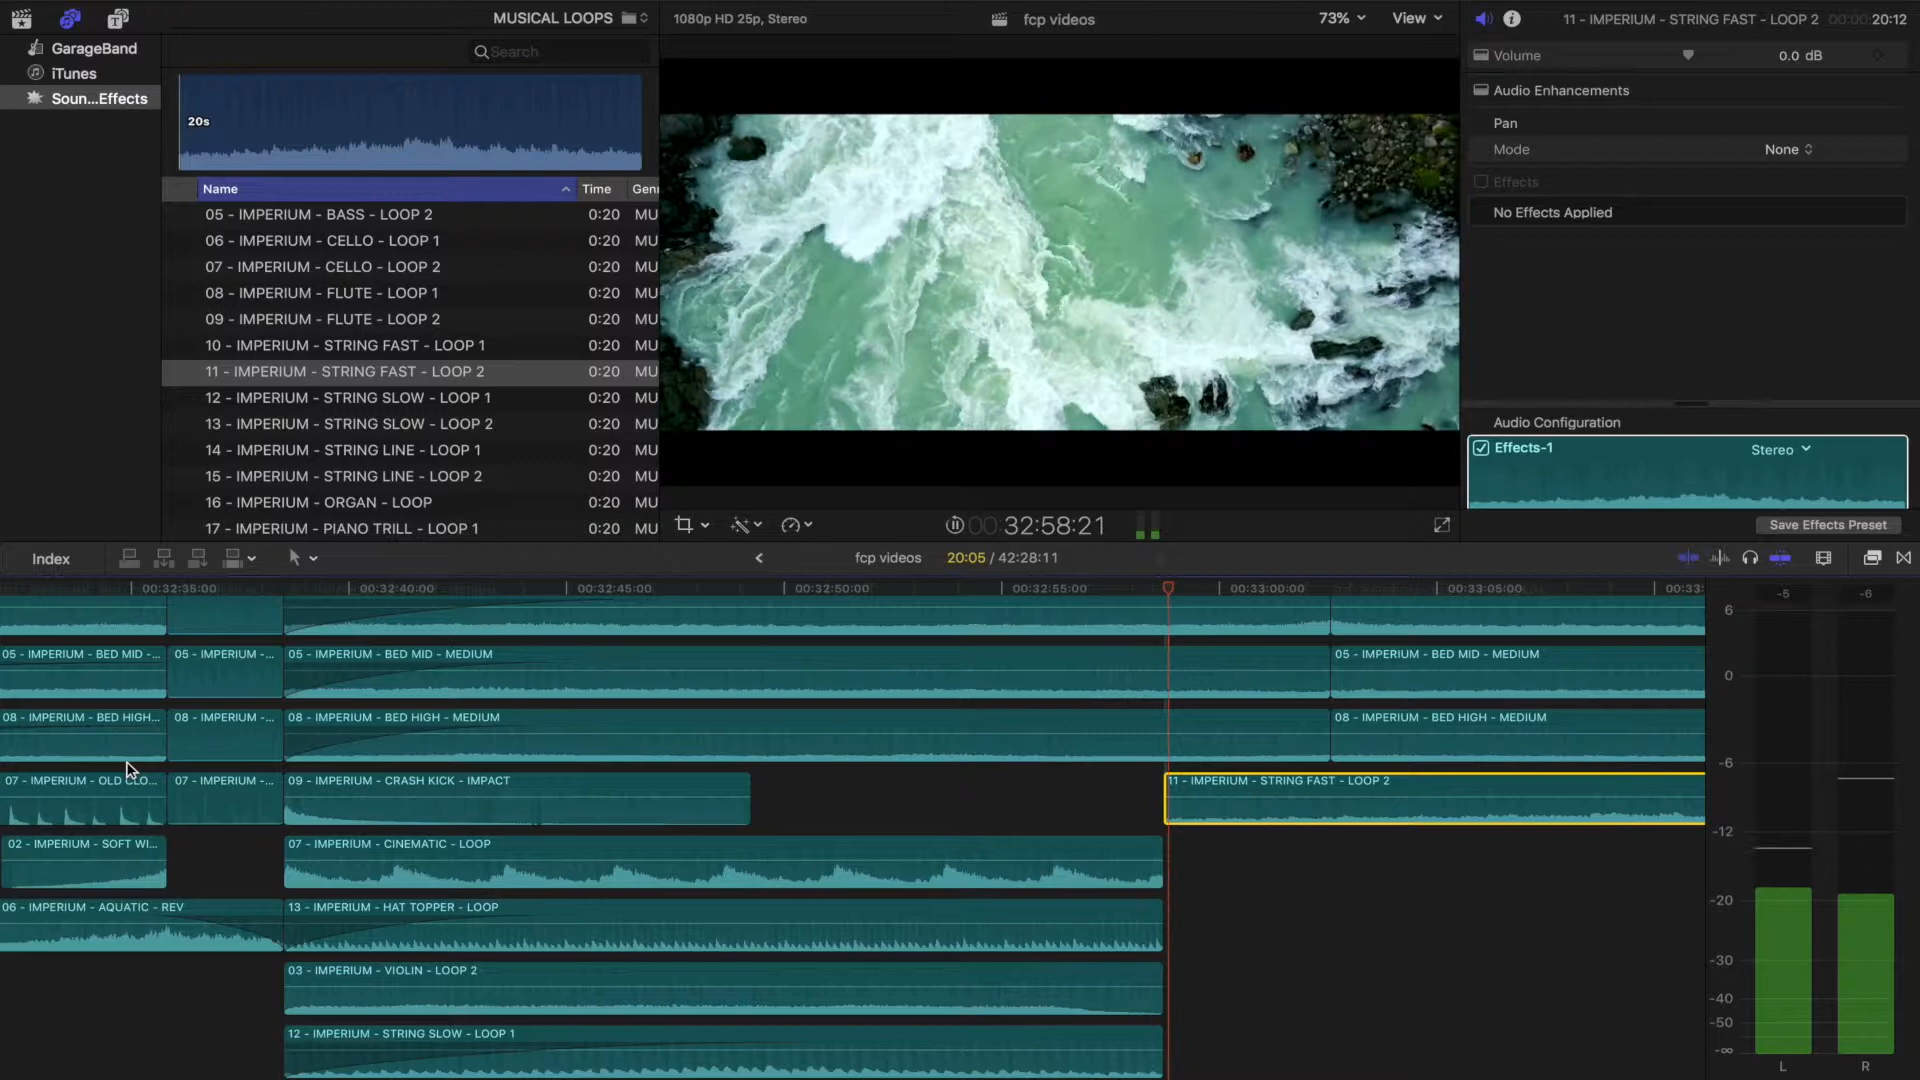 MUSICAL LOOPS
1080p HD 25p, Stereo
fcp videos
73%
View
11 - IMPERIUM - STRING FAST - LOOP 2
00:00:20:12
GarageBand
iTunes
Soun...Effects
Search
20s
Name
Time
Genr
05 - IMPERIUM - BASS - LOOP 2 0:20 MU
06 - IMPERIUM - CELLO - LOOP 1 0:20 MU
07 - IMPERIUM - CELLO - LOOP 2 0:20 MU
08 - IMPERIUM - FLUTE - LOOP 1 0:20 MU
09 - IMPERIUM - FLUTE - LOOP 2 0:20 MU
10 - IMPERIUM - STRING FAST - LOOP 1 0:20 MU
11 - IMPERIUM - STRING FAST - LOOP 2 0:20 MU
12 - IMPERIUM - STRING SLOW - LOOP 1 0:20 MU
13 - IMPERIUM - STRING SLOW - LOOP 2 0:20 MU
14 - IMPERIUM - STRING LINE - LOOP 1 0:20 MU
15 - IMPERIUM - STRING LINE - LOOP 2 0:20 MU
16 - IMPERIUM - ORGAN - LOOP 0:20 MU
17 - IMPERIUM - PIANO TRILL - LOOP 1 0:20 MU
Volume 0.0 dB
Audio Enhancements
Pan
Mode None
Effects
No Effects Applied
Audio Configuration
Effects-1 Stereo
Save Effects Preset
00:32:58:21
Index
fcp videos 20:05 / 42:28:11
00:32:35:00 00:32:40:00 00:32:45:00 00:32:50:00 00:32:55:00 00:33:00:00 00:33:05:00 00:33:
05 - IMPERIUM - BED MID -... 05 - IMPERIUM -... 05 - IMPERIUM - BED MID - MEDIUM 05 - IMPERIUM - BED MID - MEDIUM
08 - IMPERIUM - BED HIGH... 08 - IMPERIUM -... 08 - IMPERIUM - BED HIGH - MEDIUM 08 - IMPERIUM - BED HIGH - MEDIUM
07 - IMPERIUM - OLD CLO... 07 - IMPERIUM -... 09 - IMPERIUM - CRASH KICK - IMPACT 11 - IMPERIUM - STRING FAST - LOOP 2
02 - IMPERIUM - SOFT WI... 07 - IMPERIUM - CINEMATIC - LOOP
06 - IMPERIUM - AQUATIC - REV 13 - IMPERIUM - HAT TOPPER - LOOP
03 - IMPERIUM - VIOLIN - LOOP 2
12 - IMPERIUM - STRING SLOW - LOOP 1
-5 -6
6
0
-6
-12
-20
-30
-40
-50
-∞
L R